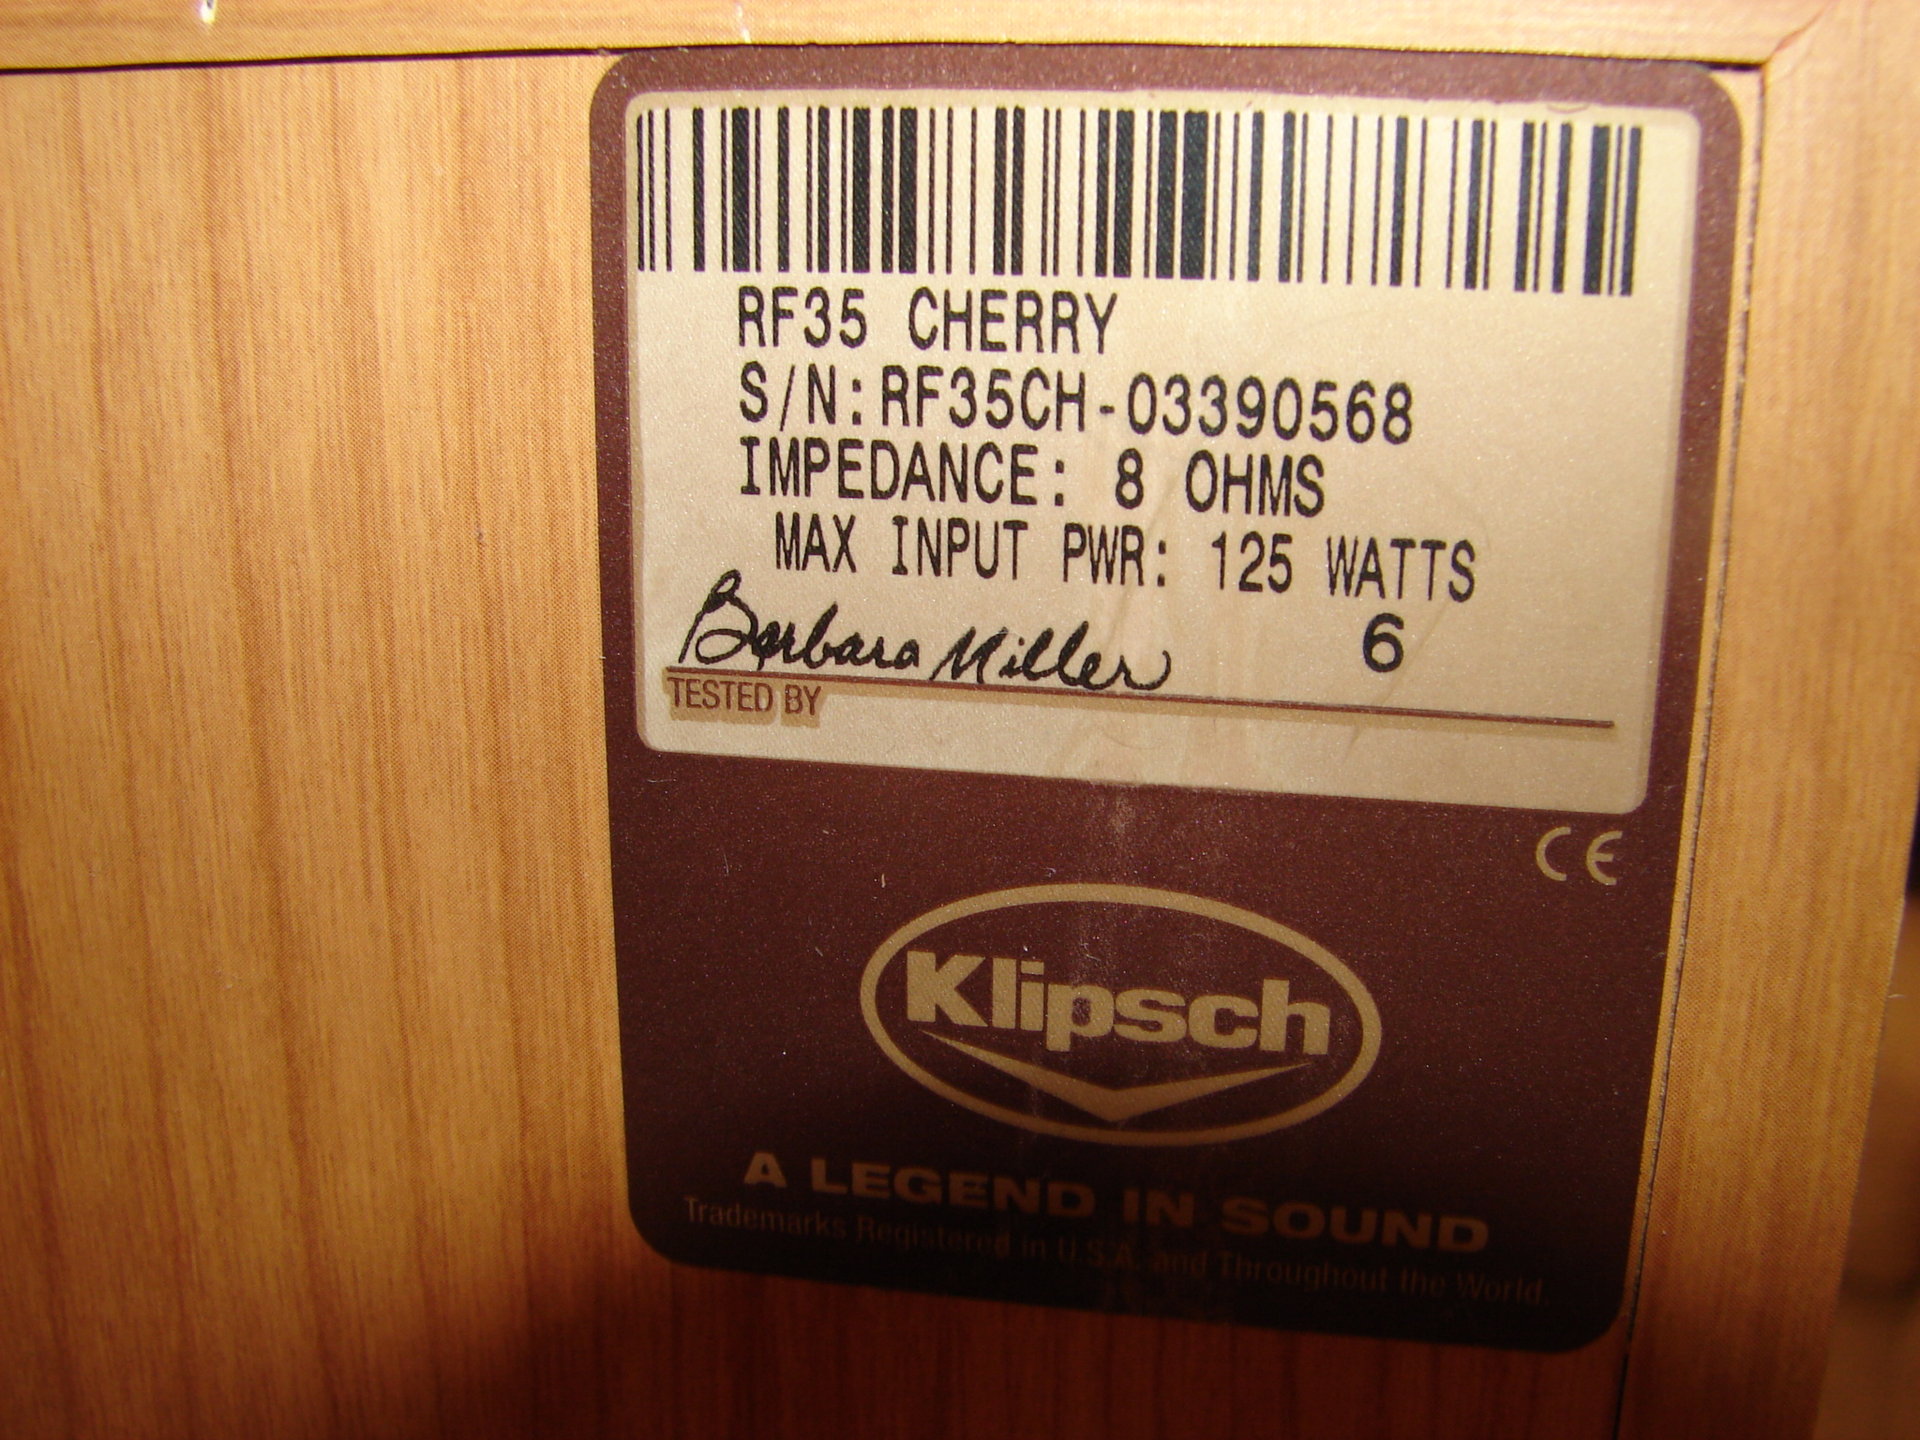 RF35 CHERRY
S/N:RF35CH-03390568
IMPEDANCE: 8 OHMS
MAX INPUT PWR: 125 WATTS
Barbara Miller 6
TESTED BY
CE
Klipsch
A LEGEND IN SOUND
Trademarks Registered in U.S.A. and Throughout the World.